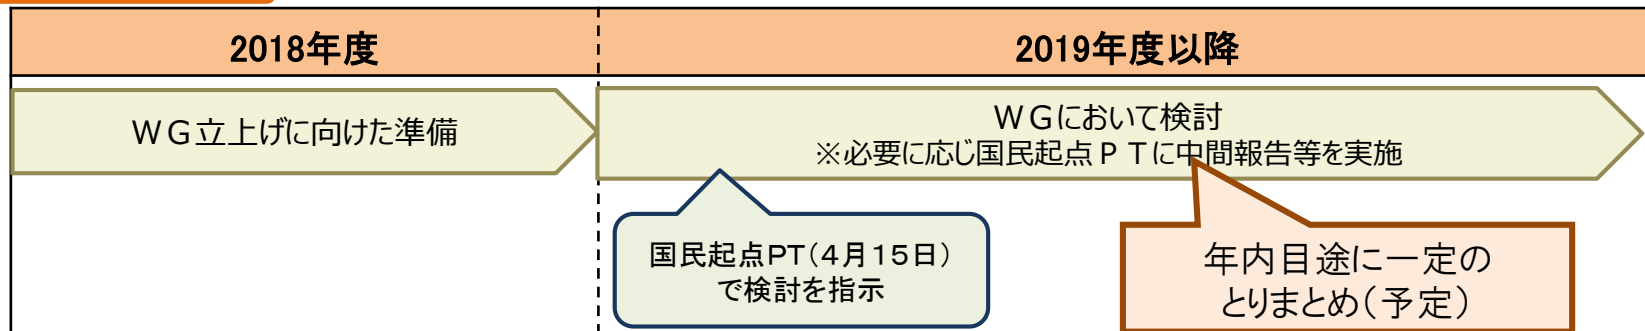 2018年度
2019年度以降
ＷＧ立上げに向けた準備
ＷＧにおいて検討
※必要に応じ国民起点ＰＴに中間報告等を実施
国民起点PT（4月15日）
で検討を指示
年内目途に一定の
とりまとめ（予定）